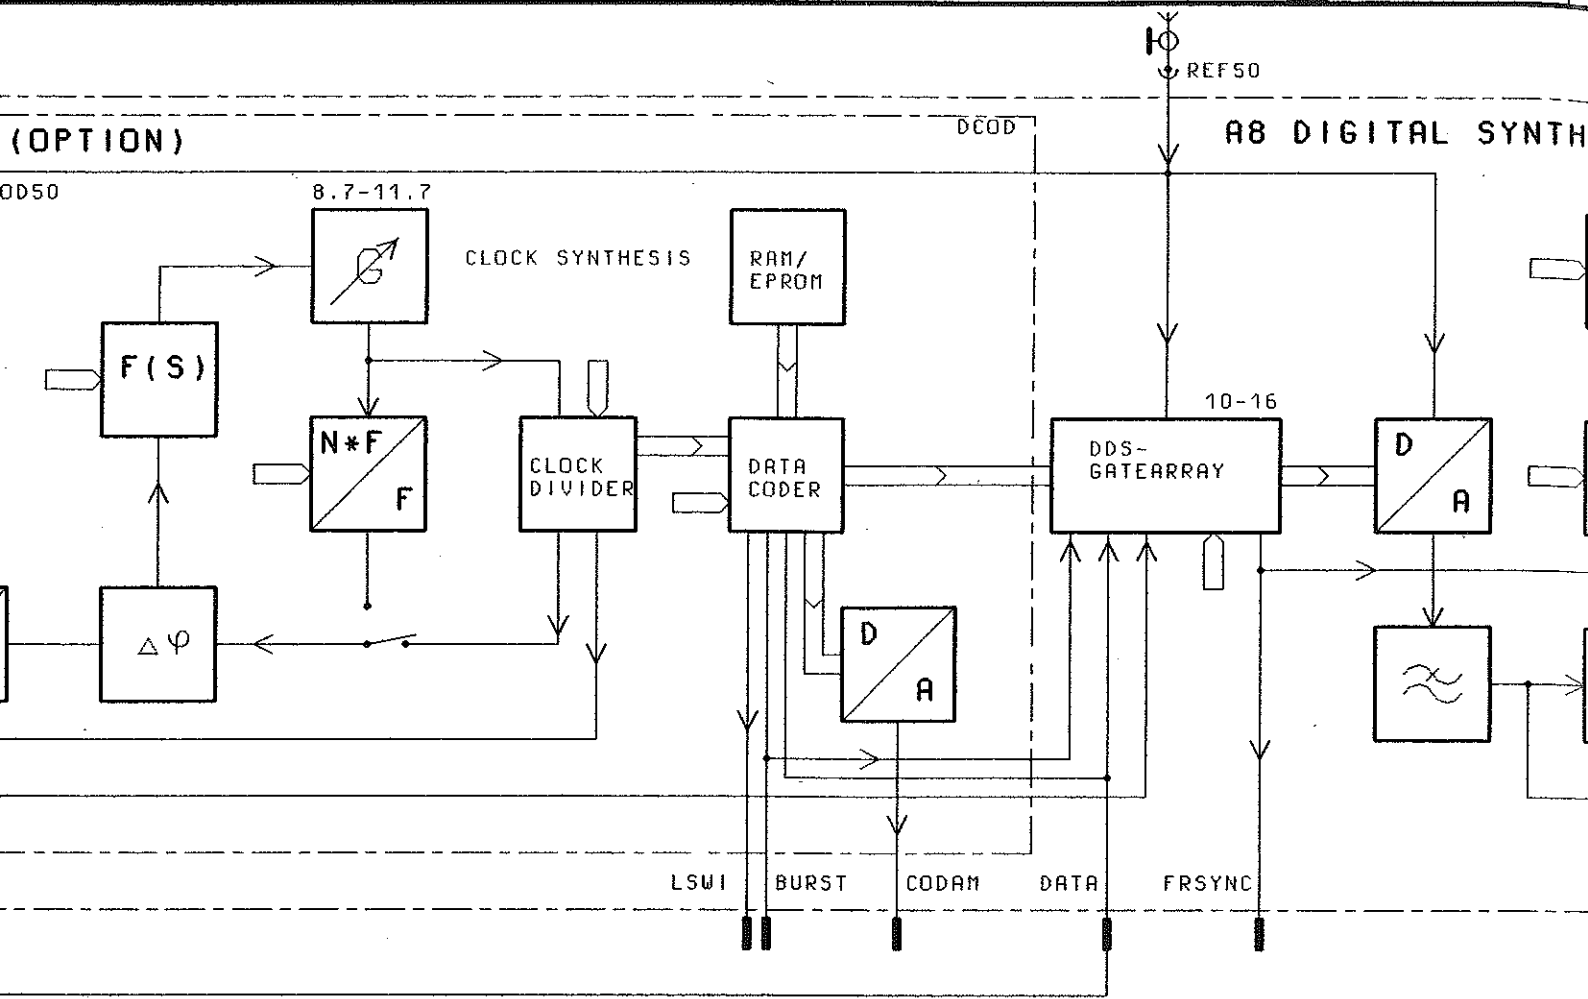 REF50
DCOD
(OPTION)
A8 DIGITAL SYNTH
OD50
8.7-11.7
G
CLOCK SYNTHESIS
RAM/
EPROM
F(S)
10-16
N*F
F
CLOCK
DIVIDER
DATA
CODER
DDS-
GATEARRAY
D
A
D
A
Δφ
LSWI
BURST
CODAM
DATA
FRSYNC